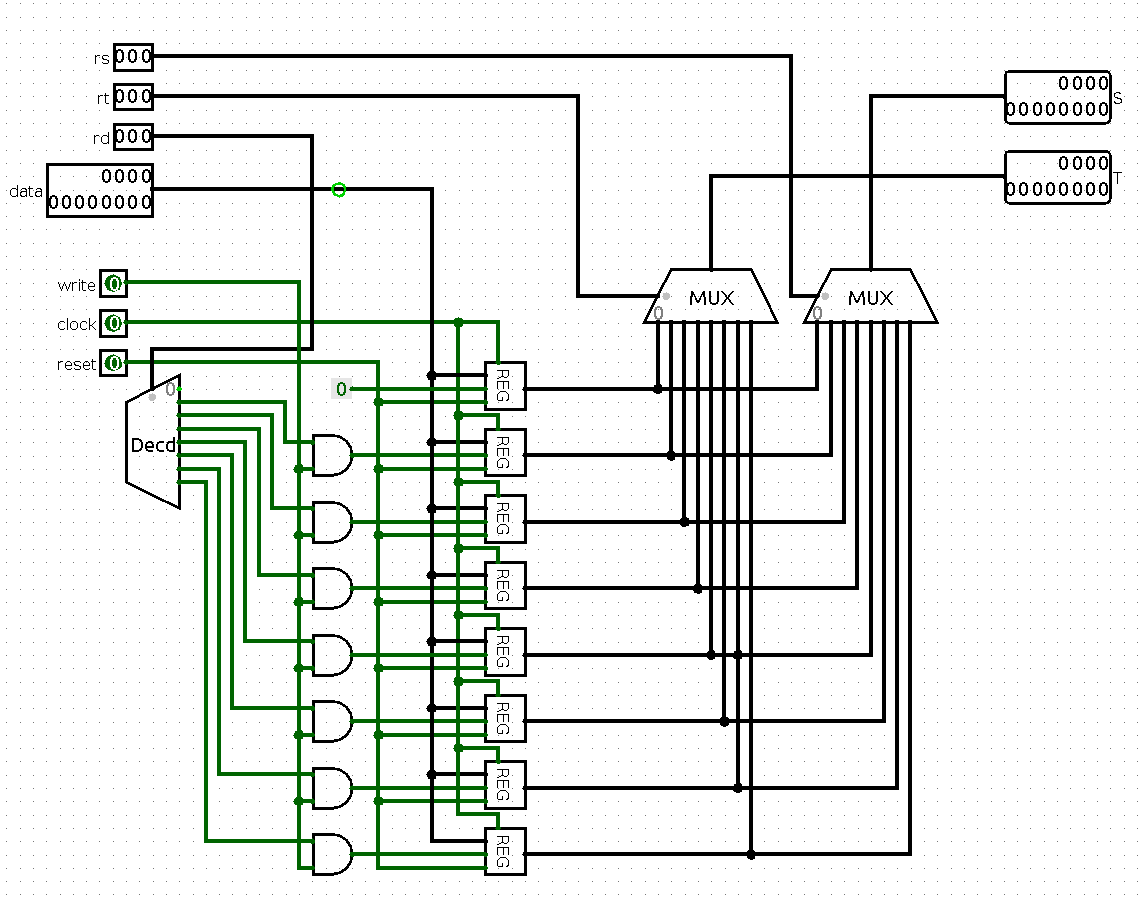 rs 000
rt 000
rd 000
data 0000
00000000
0000 S
00000000
0000 T
00000000
write 0
clock 0
reset 0
MUX
0
MUX
0
0
Decd
0
REG
REG
REG
REG
REG
REG
REG
REG